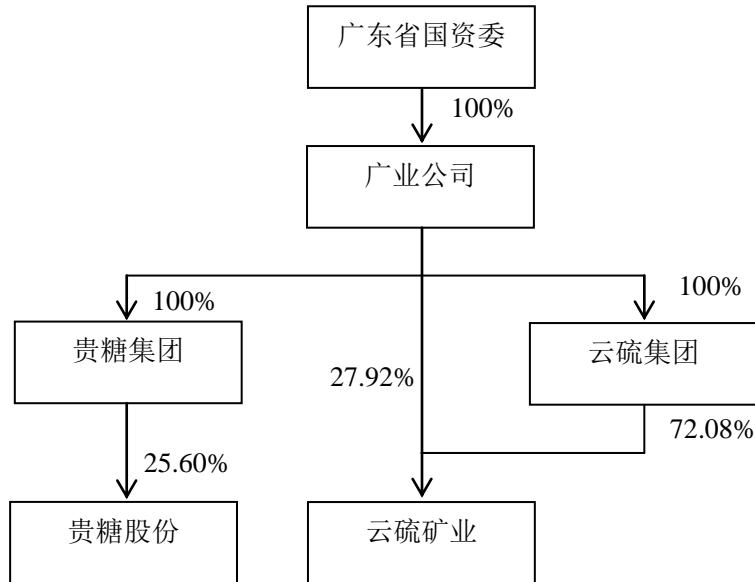 广东省国资委
100%
广业公司
100%
100%
贵糖集团
27.92%
云硫集团
72.08%
25.60%
贵糖股份
云硫矿业